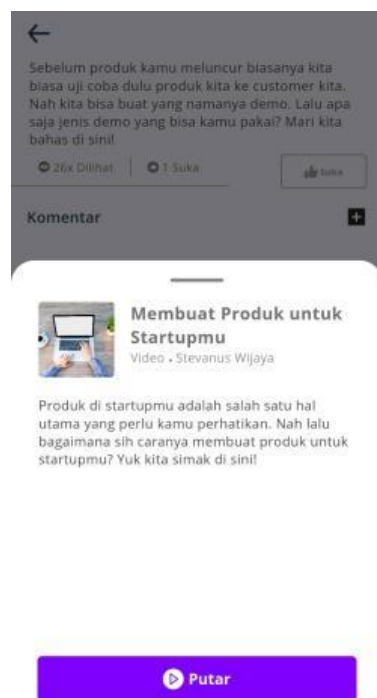 Sebelum produk kamu meluncur biasanya kita
biasa uji coba dulu produk kita ke customer kita.
Nah kita bisa buat yang namanya demo. Lalu apa
saja jenis demo yang bisa kamu pakai? Mari kita
bahas di sini!
26x Dilihat
1 Suka
Suka
Komentar
Membuat Produk untuk
Startupmu
Video • Stevanus Wijaya
Produk di startupmu adalah salah satu hal
utama yang perlu kamu perhatikan. Nah lalu
bagaimana sih caranya membuat produk untuk
startupmu? Yuk kita simak di sini!
Putar